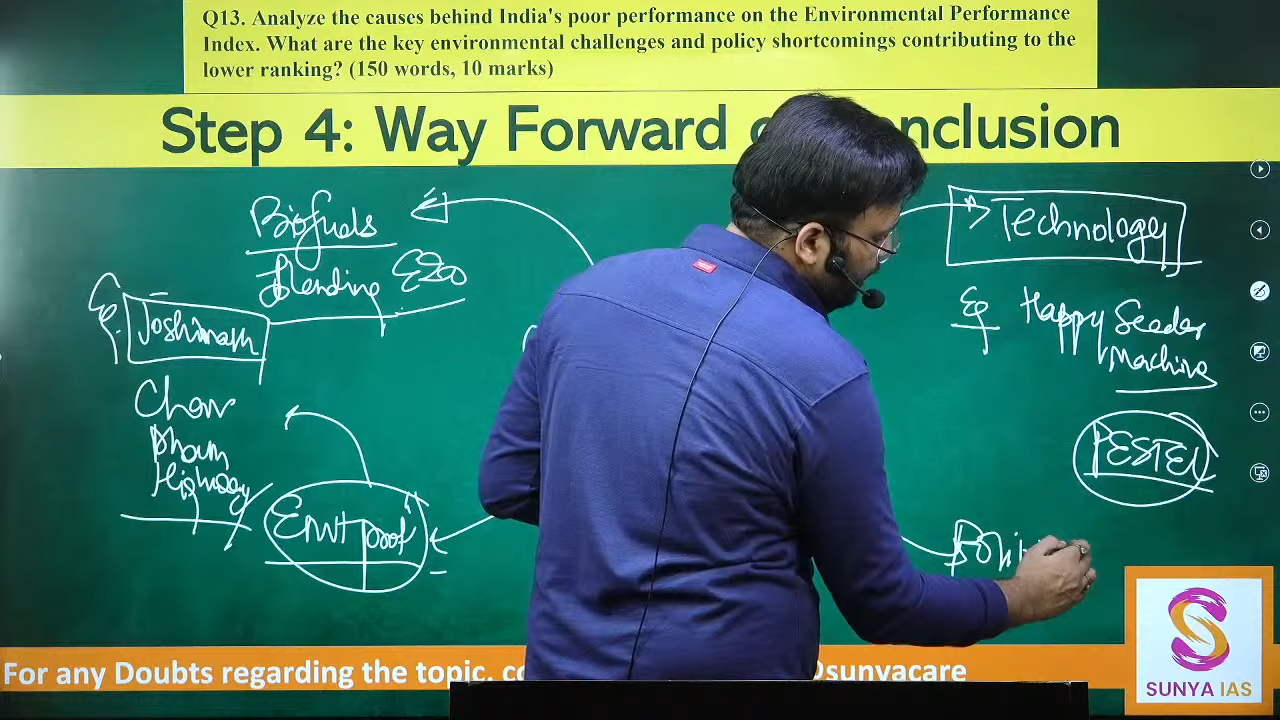 Q13. Analyze the causes behind India's poor performance on the Environmental Performance
Index. What are the key environmental challenges and policy shortcomings contributing to the
lower ranking? (150 words, 10 marks)
Step 4: Way Forward onclusion
Biofuels
blending E20
Eg. Joshimath
Char
Dham
Highway
Envt proof
Technology
Eg Happy Seeder
Machine
PESTEL
For any Doubts regarding the topic, sunyacare
SUNYA IAS